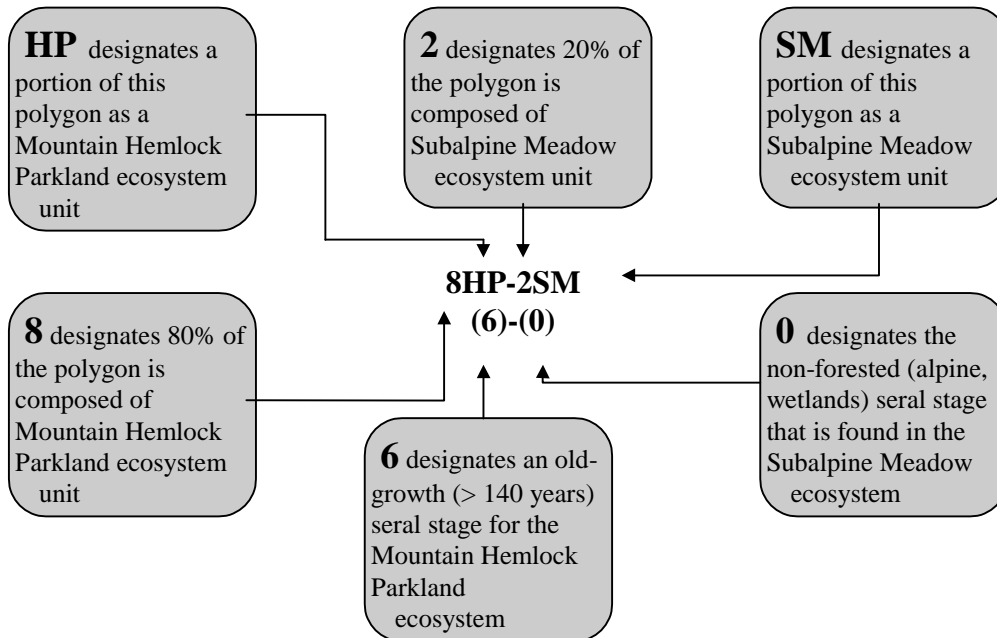 HP designates a
portion of this
polygon as a
Mountain Hemlock
Parkland ecosystem
unit
2 designates 20% of
the polygon is
composed of
Subalpine Meadow
ecosystem unit
SM designates a
portion of this
polygon as a
Subalpine Meadow
ecosystem unit
8HP-2SM
(6)-(0)
8 designates 80% of
the polygon is
composed of
Mountain Hemlock
Parkland ecosystem
unit
6 designates an old-
growth (> 140 years)
seral stage for the
Mountain Hemlock
Parkland
ecosystem
0 designates the
non-forested (alpine,
wetlands) seral stage
that is found in the
Subalpine Meadow
ecosystem